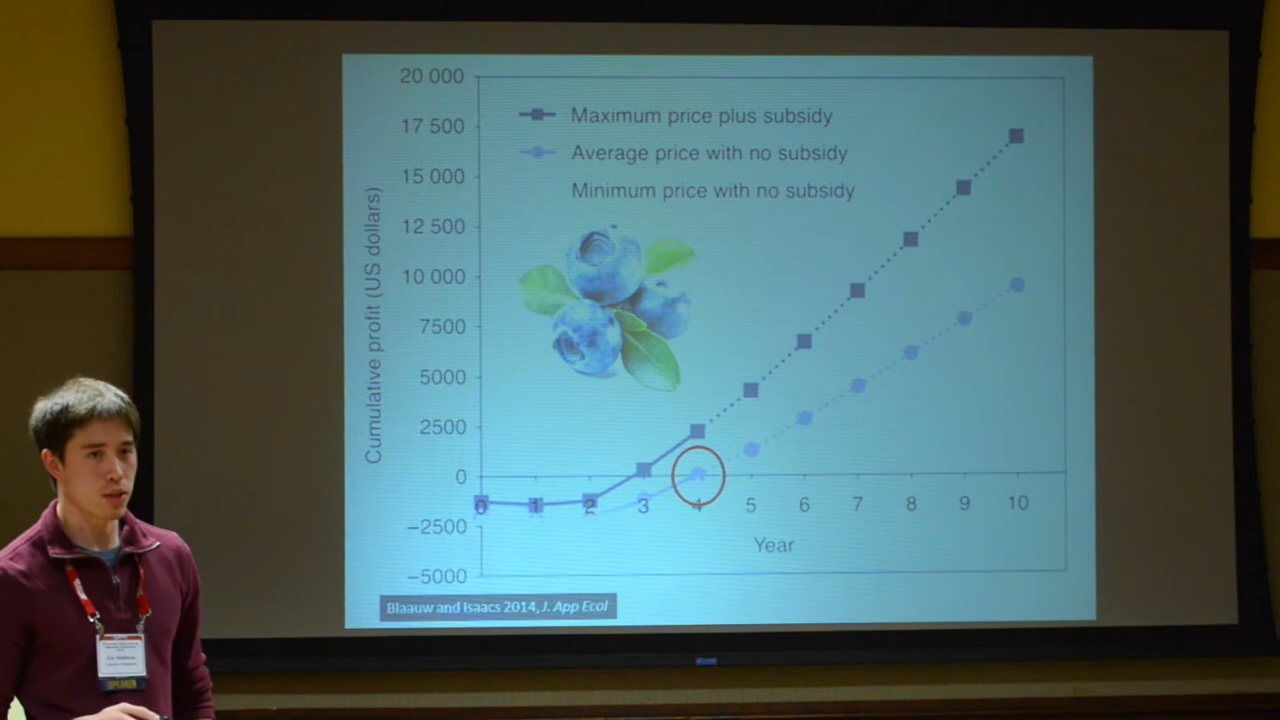 20 000
17 500
15 000
12 500
10 000
7500
5000
2500
0
−2500
−5000
Cumulative profit (US dollars)
Maximum price plus subsidy
Average price with no subsidy
Minimum price with no subsidy
0 1 2 3 4 5 6 7 8 9 10
Year
Blaauw and Isaacs 2014, J. App Ecol
SPEAKER